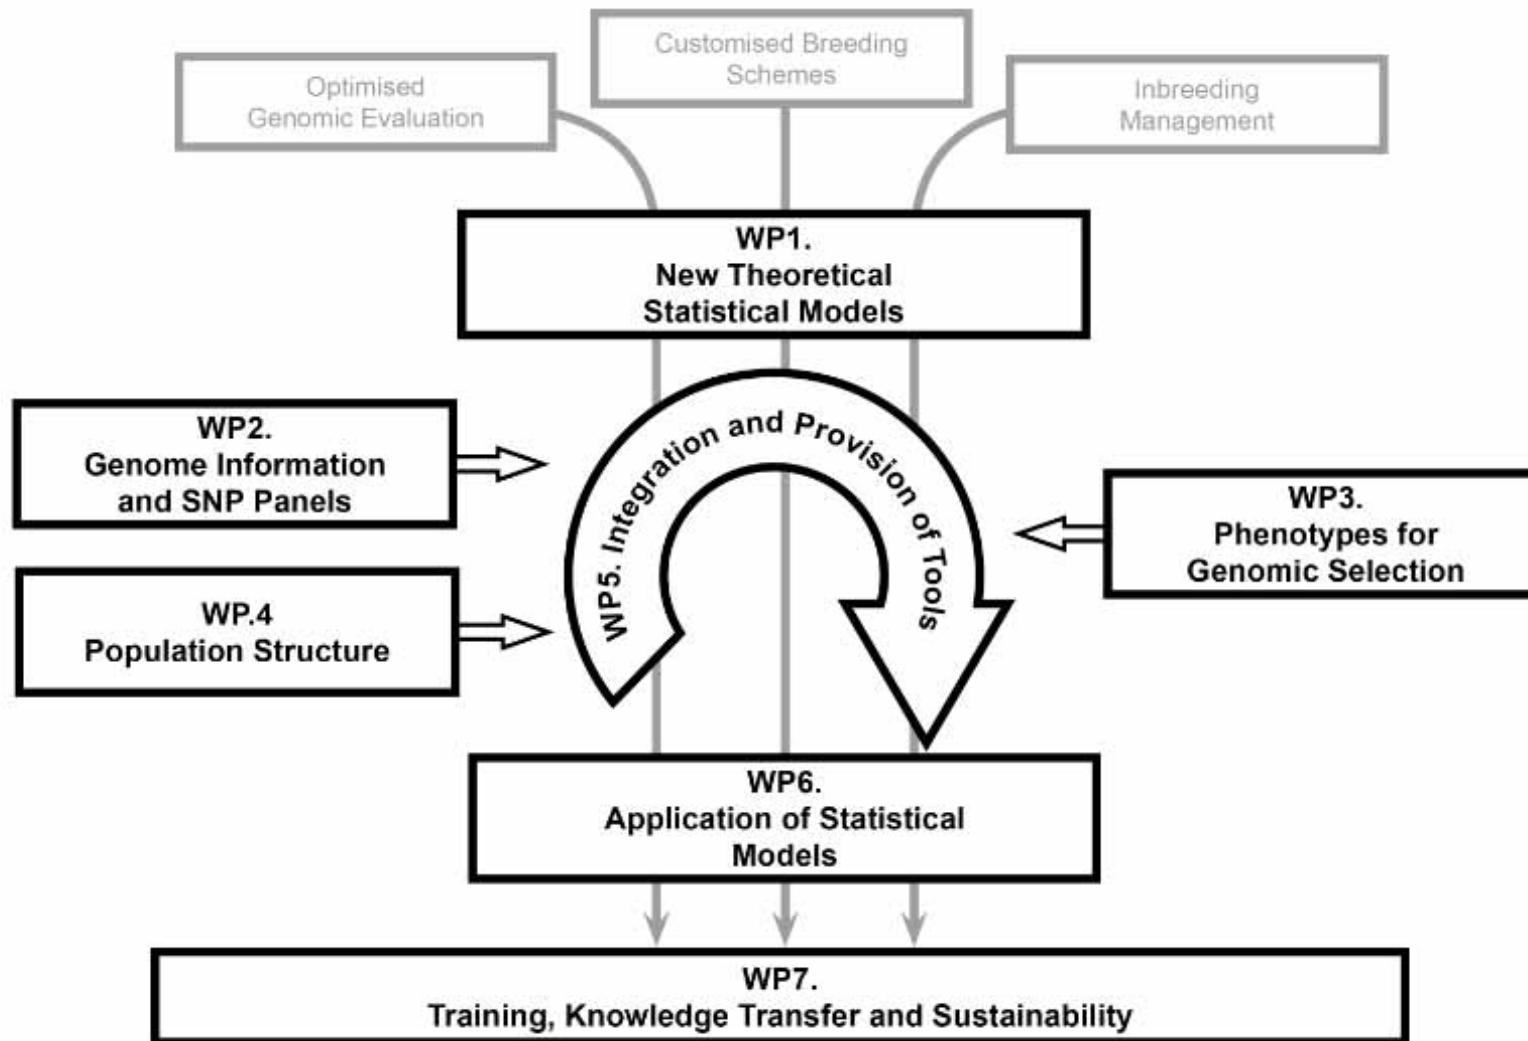 Optimised
Genomic Evaluation
Customised Breeding
Schemes
Inbreeding
Management
WP1.
New Theoretical
Statistical Models
WP2.
Genome Information
and SNP Panels
WP5. Integration and Provision of Tools
WP3.
Phenotypes for
Genomic Selection
WP.4
Population Structure
WP6.
Application of Statistical
Models
WP7.
Training, Knowledge Transfer and Sustainability